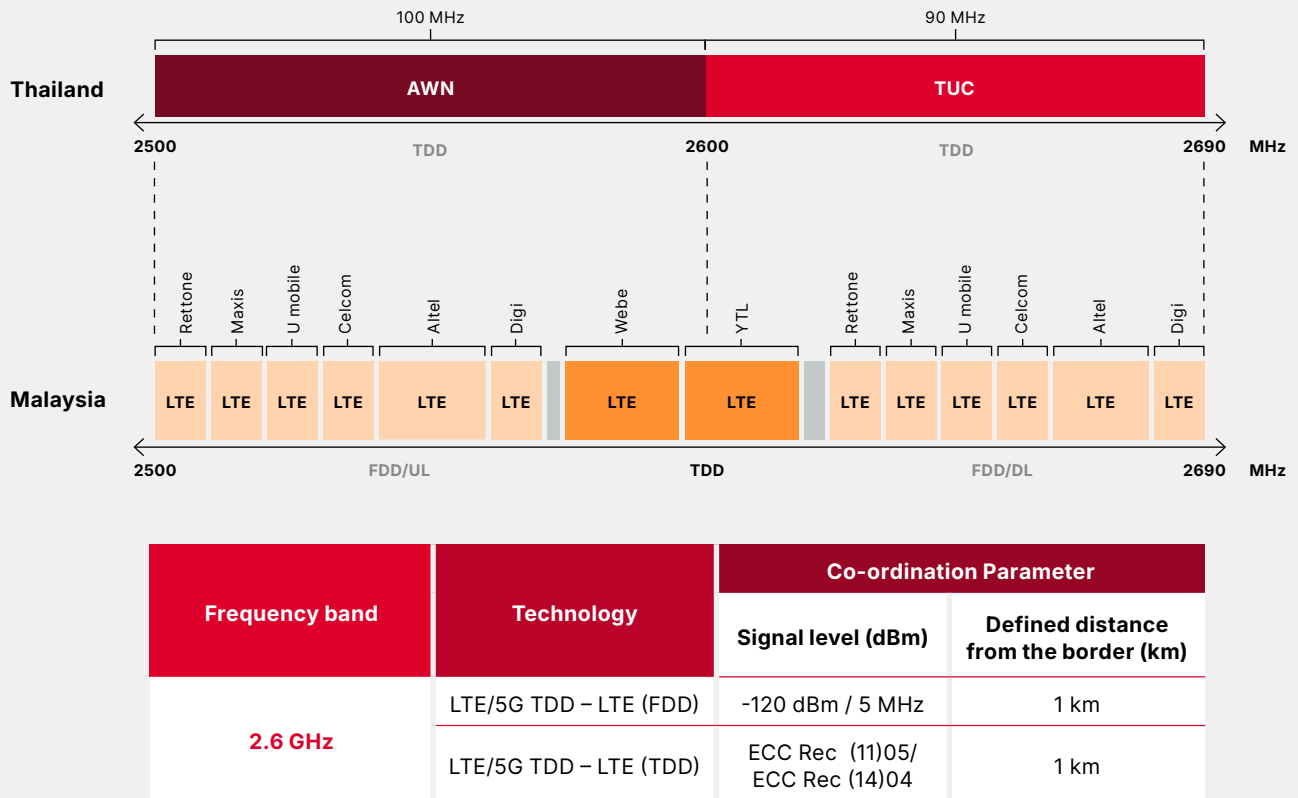 100 MHz 90 MHz
Thailand AWN TUC
2500 TDD 2600 TDD 2690 MHz
Rettone Maxis U mobile Celcom Altel Digi Webe YTL Rettone Maxis U mobile Celcom Altel Digi
Malaysia LTE LTE LTE LTE LTE LTE LTE LTE LTE LTE LTE LTE LTE LTE
2500 FDD/UL TDD FDD/DL 2690 MHz
Frequency band Technology Co-ordination Parameter
Signal level (dBm) Defined distance
from the border (km)
2.6 GHz
LTE/5G TDD – LTE (FDD) -120 dBm / 5 MHz 1 km
LTE/5G TDD – LTE (TDD) ECC Rec (11)05/
ECC Rec (14)04 1 km